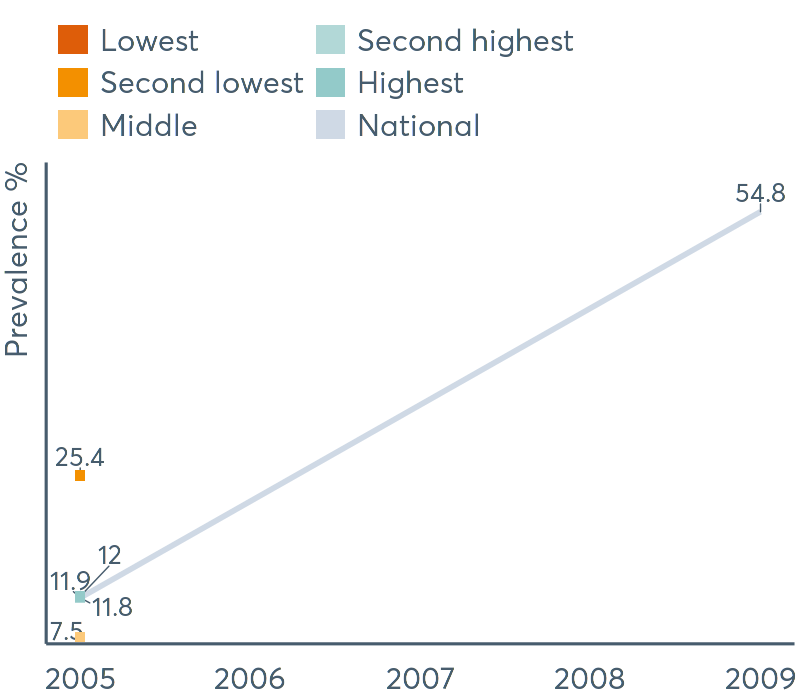 Lowest
Second highest
Second lowest
Highest
Middle
National
Prevalence %
54.8
25.4
12
11.9
11.8
7.5
2005 2006 2007 2008 2009